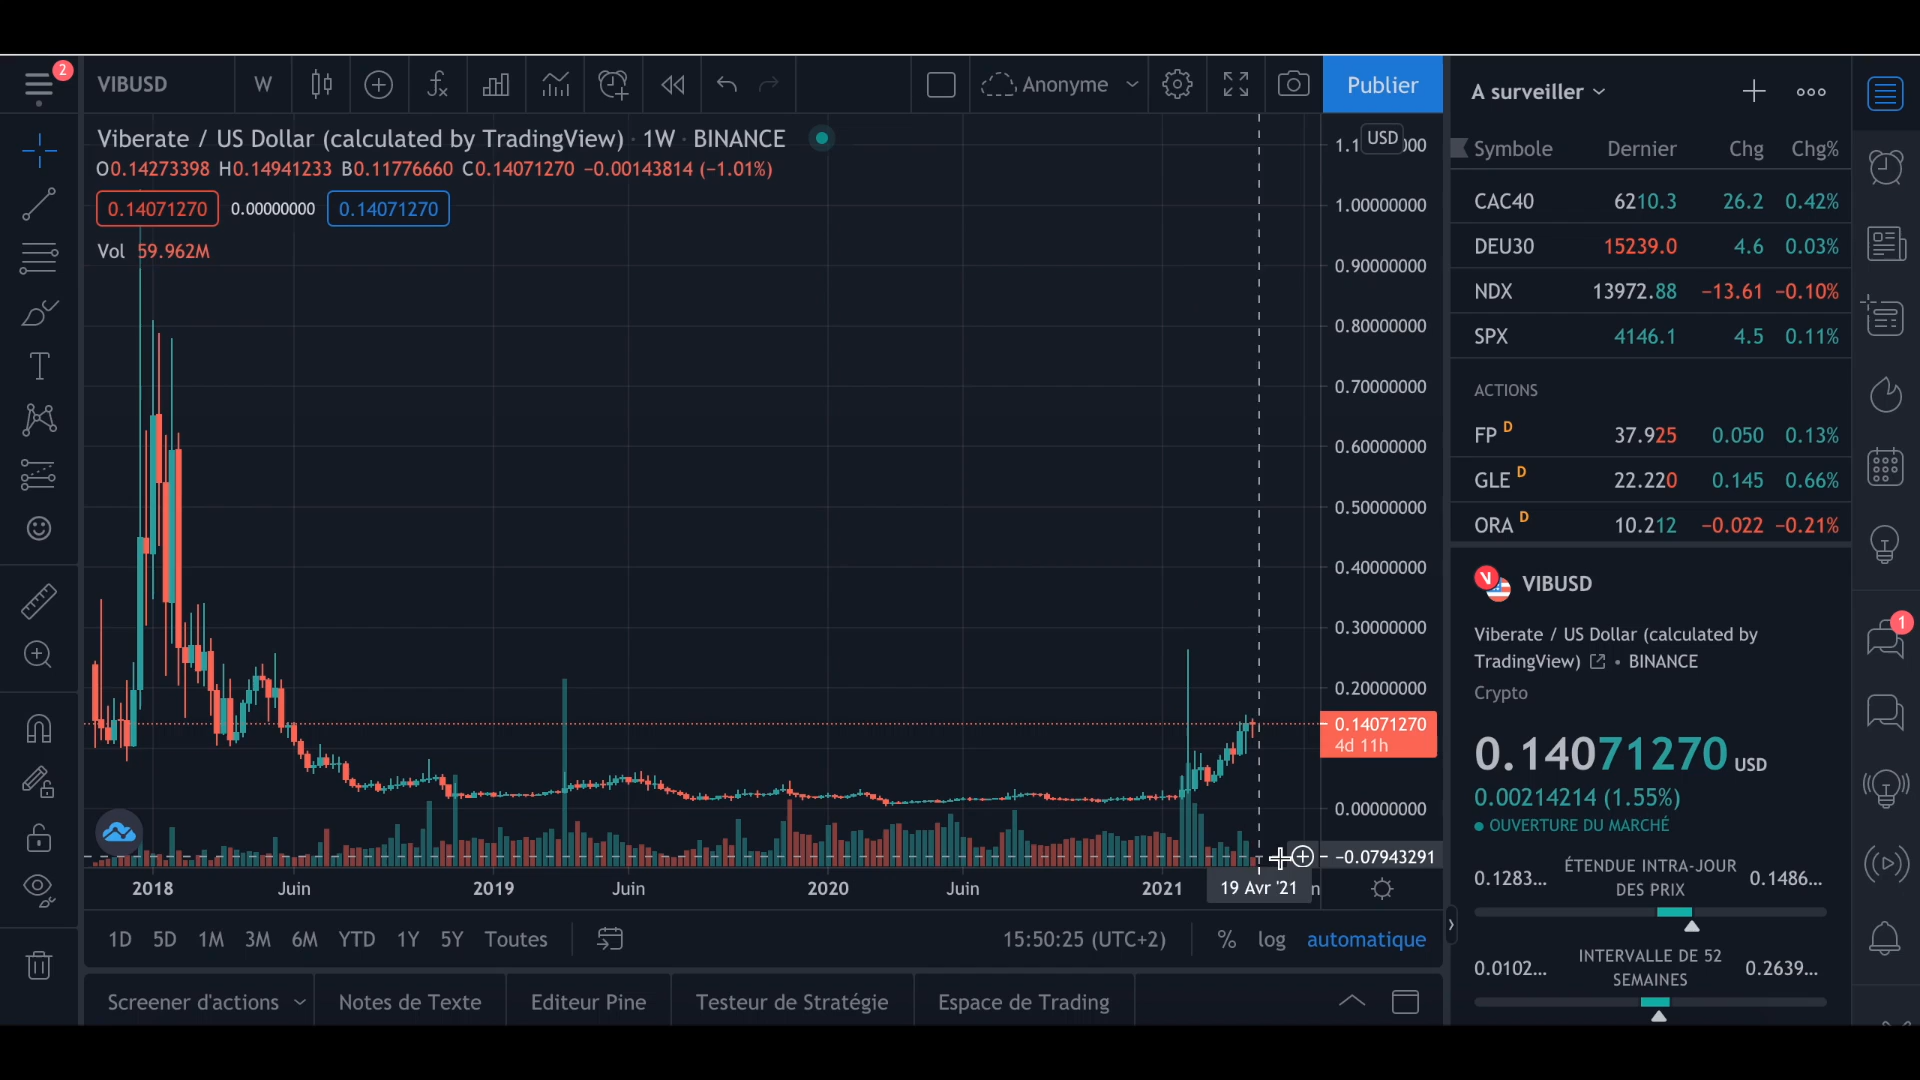 2
VIBUSD
W
Anonyme
Publier
Viberate / US Dollar (calculated by TradingView) · 1W · BINANCE
O0.14273398 H0.14941233 B0.11776660 C0.14071270 −0.00143814 (−1.01%)
0.14071270 0.00000000 0.14071270
Vol 59.962M
USD
1.00000000
0.90000000
0.80000000
0.70000000
0.60000000
0.50000000
0.40000000
0.30000000
0.20000000
0.14071270
4d 11h
0.00000000
−0.07943291
2018 Juin 2019 Juin 2020 Juin 2021 19 Avr '21
1D 5D 1M 3M 6M YTD 1Y 5Y Toutes
15:50:25 (UTC+2) % log automatique
Screener d'actions Notes de Texte Editeur Pine Testeur de Stratégie Espace de Trading
A surveiller
Symbole Dernier Chg Chg%
CAC40 6210.3 26.2 0.42%
DEU30 15239.0 4.6 0.03%
NDX 13972.88 −13.61 −0.10%
SPX 4146.1 4.5 0.11%
ACTIONS
FP D 37.925 0.050 0.13%
GLE D 22.220 0.145 0.66%
ORA D 10.212 −0.022 −0.21%
V VIBUSD
Viberate / US Dollar (calculated by
TradingView) • BINANCE
Crypto
0.14071270 USD
0.00214214 (1.55%)
OUVERTURE DU MARCHÉ
0.1283... ÉTENDUE INTRA-JOUR DES PRIX 0.1486...
0.0102... INTERVALLE DE 52 SEMAINES 0.2639...
1